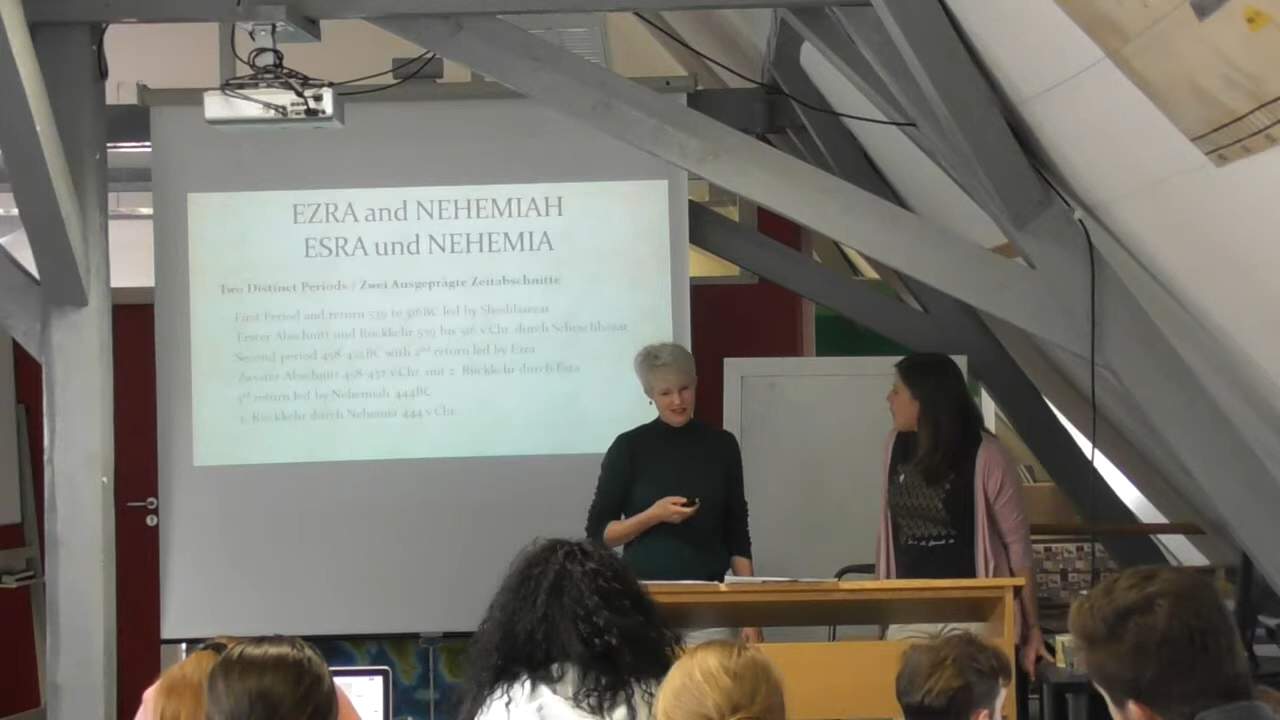 EZRA and NEHEMIAH
ESRA und NEHEMIA
Two Distinct Periods / Zwei Ausgeprägte Zeitabschnitte
First Period and return 539 to 516BC led by Sheshbazzar
Erster Abschnitt und Rückkehr 539 bis 516 v.Chr. durch Scheschbazar
Second period 458-432BC with 2nd return led by Ezra
Zweiter Abschnitt 458-432 v.Chr. mit 2. Rückkehr durch Esra
3rd return led by Nehemiah 444BC
3. Rückkehr durch Nehemia 444 v.Chr.